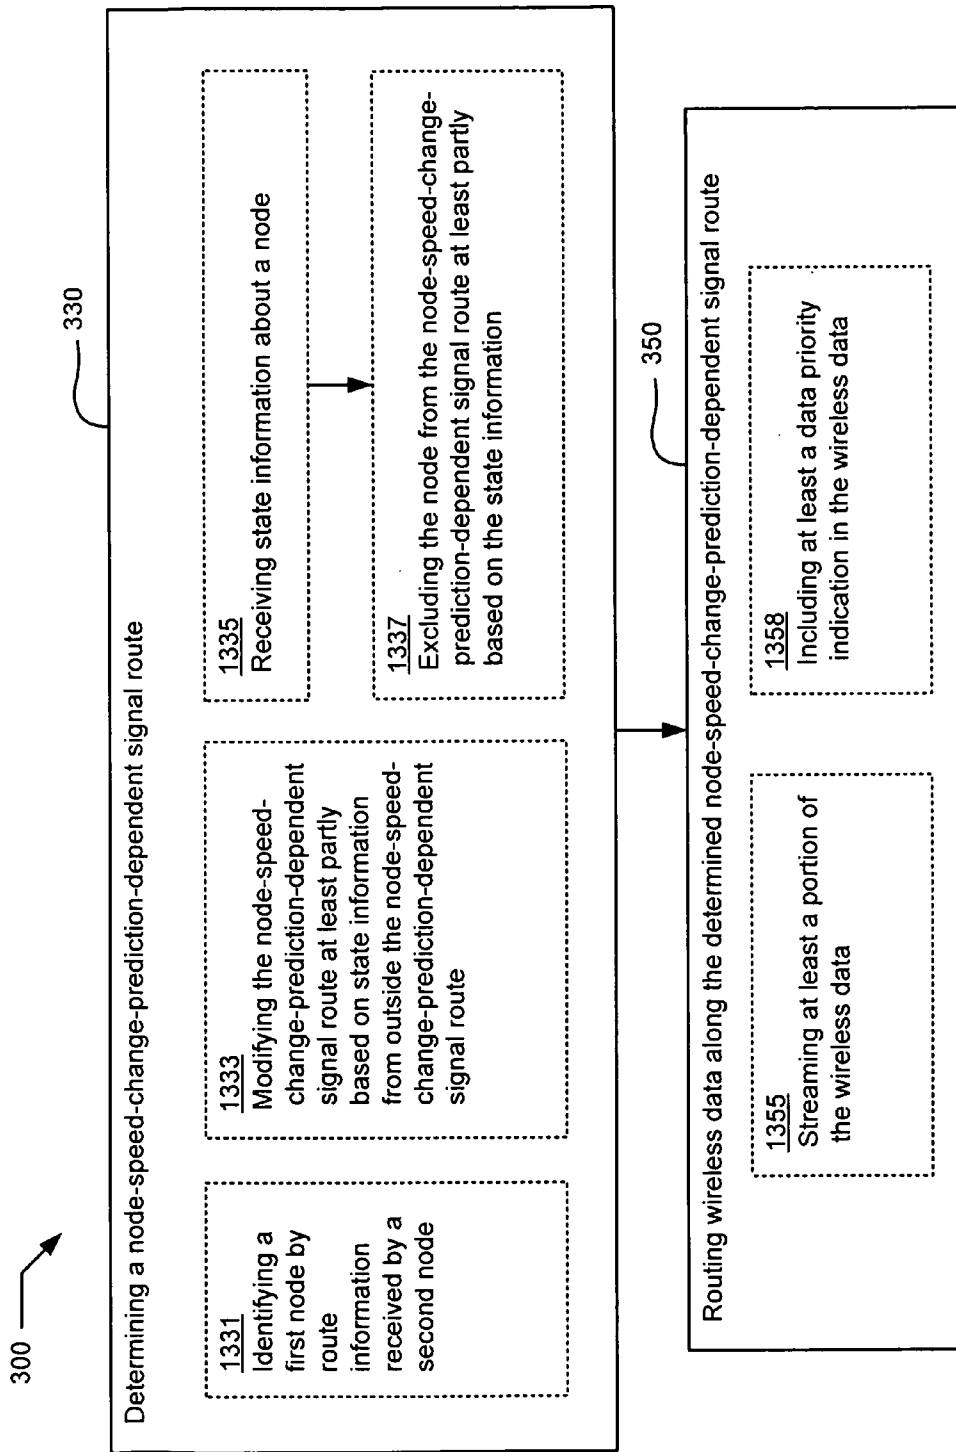 300
330
Determining a node-speed-change-prediction-dependent signal route
1331
Identifying a
first node by
route
information
received by a
second node
1333
Modifying the node-speed-
change-prediction-dependent
signal route at least partly
based on state information
from outside the node-speed-
change-prediction-dependent
signal route
1335
Receiving state information about a node
1337
Excluding the node from the node-speed-change-
prediction-dependent signal route at least partly
based on the state information
350
Routing wireless data along the determined node-speed-change-prediction-dependent signal route
1355
Streaming at least a portion of
the wireless data
1358
Including at least a data priority
indication in the wireless data